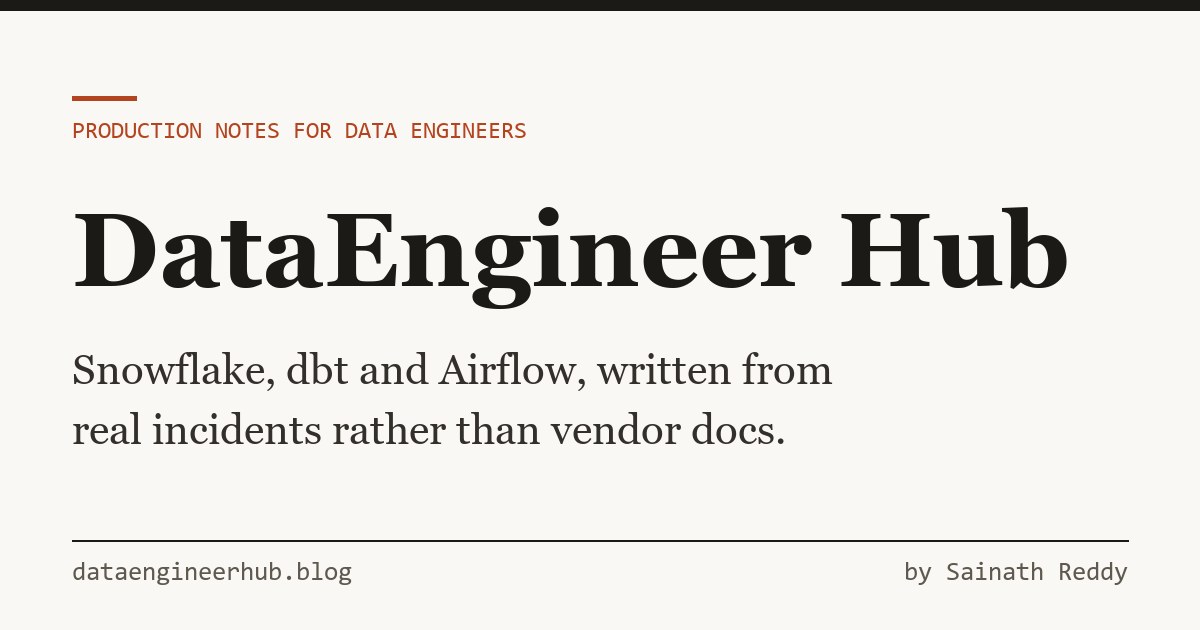 PRODUCTION NOTES FOR DATA ENGINEERS
DataEngineer Hub
Snowflake, dbt and Airflow, written from
real incidents rather than vendor docs.
dataengineerhub.blog
by Sainath Reddy